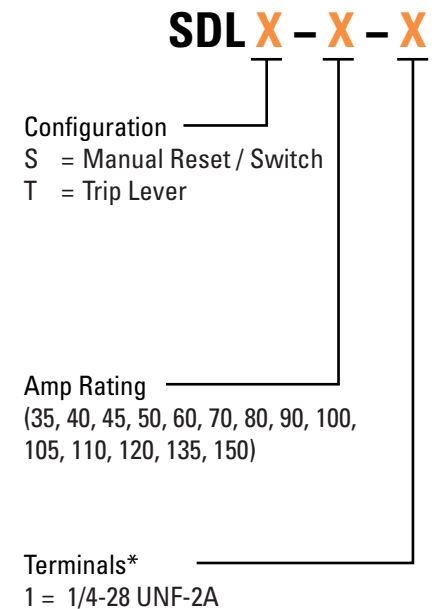 SDL X – X – X
Configuration
S = Manual Reset / Switch
T = Trip Lever
Amp Rating
(35, 40, 45, 50, 60, 70, 80, 90, 100,
105, 110, 120, 135, 150)
Terminals*
1 = 1/4-28 UNF-2A